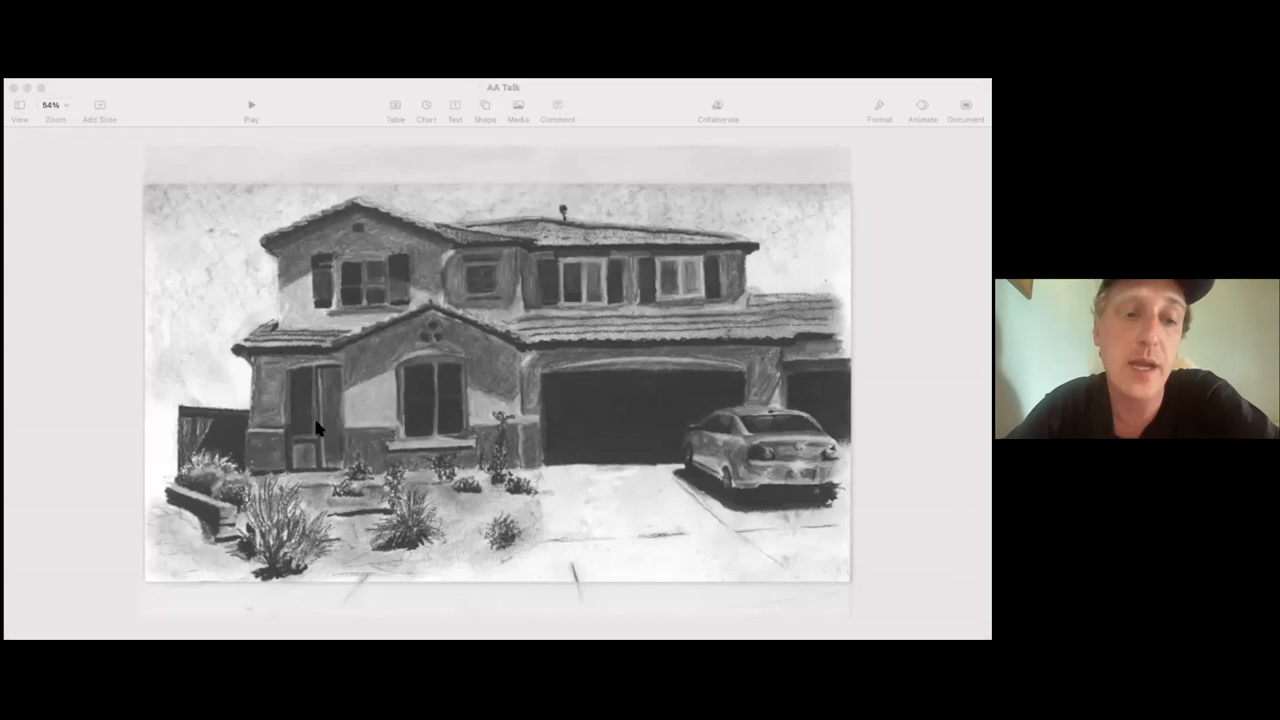 AA Talk
54%
View Zoom Add Slide Play Table Chart Text Shape Media Comment Collaborate Format Animate Document